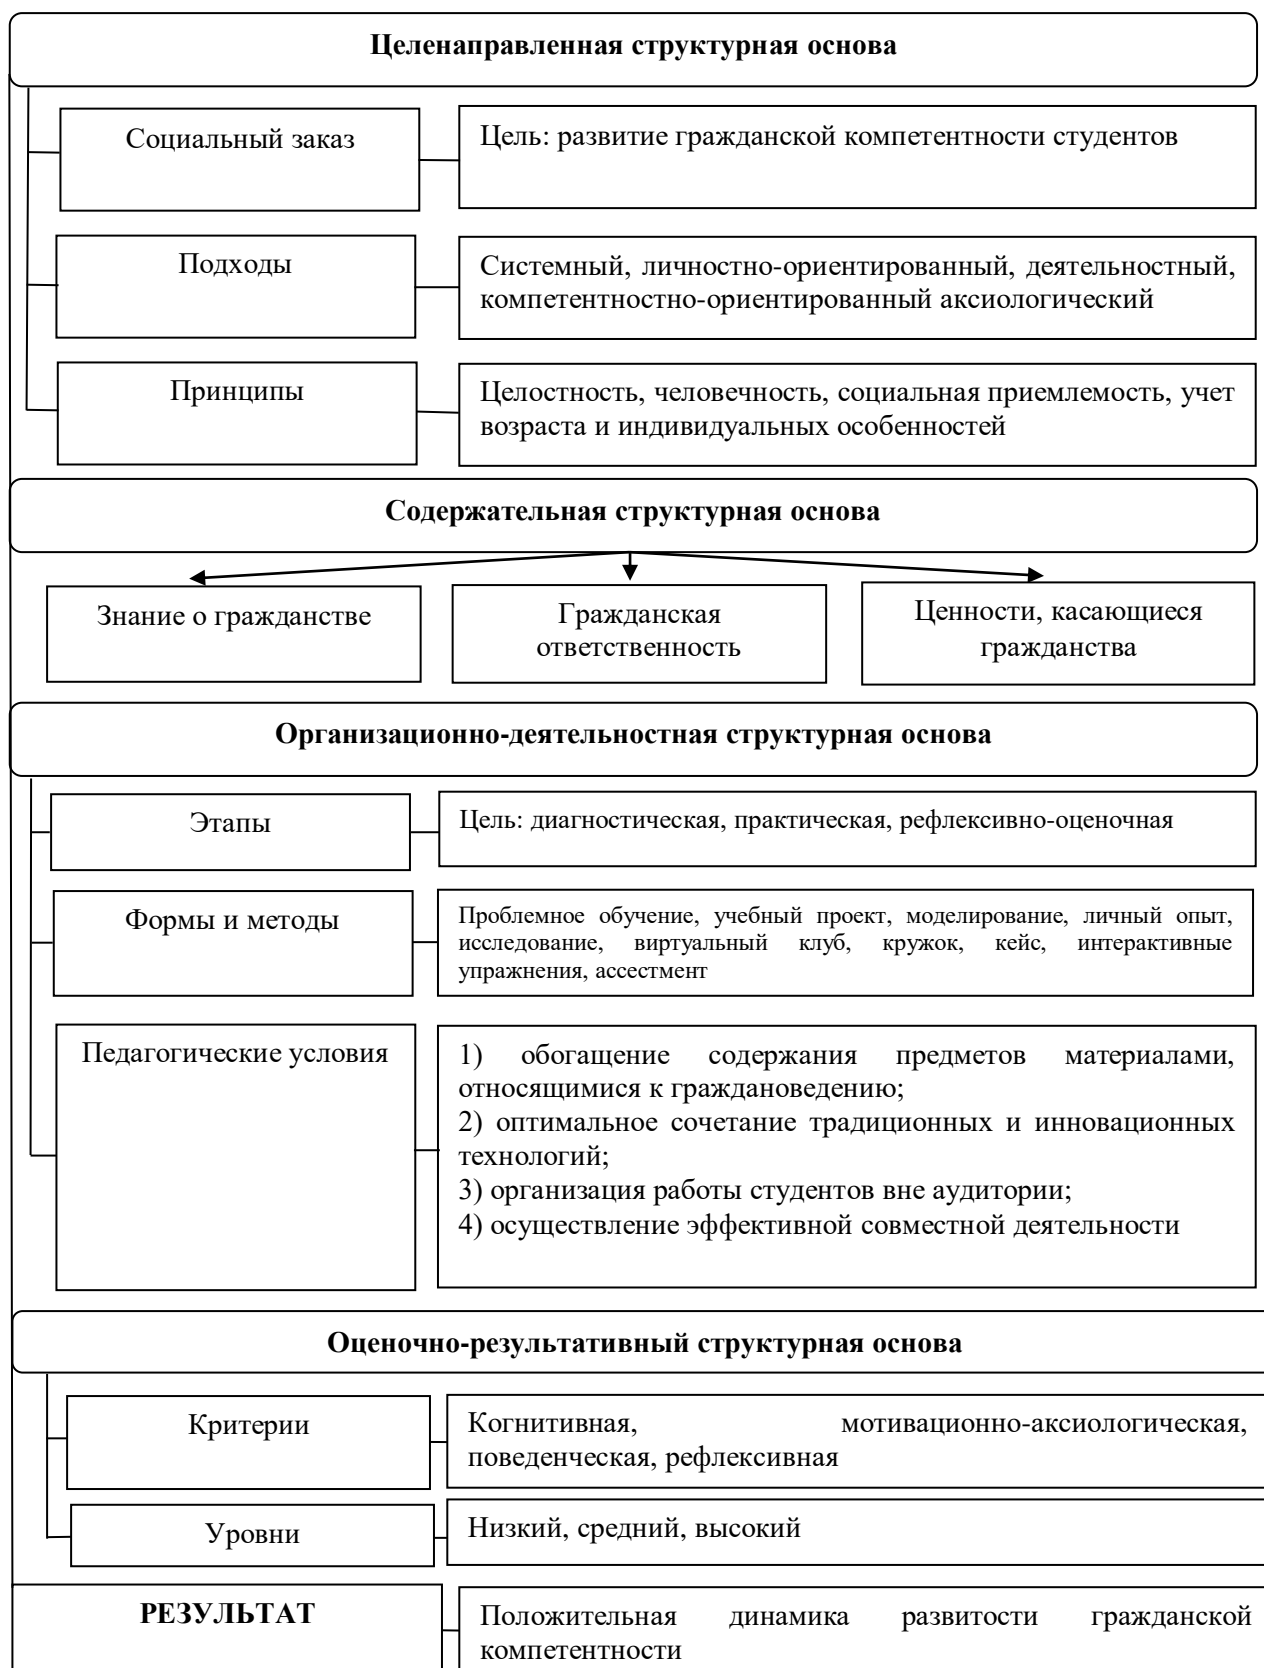 Целенаправленная структурная основа
Социальный заказ
Цель: развитие гражданской компетентности студентов
Подходы
Системный, личностно-ориентированный, деятельностный,
компетентностно-ориентированный аксиологический
Принципы
Целостность, человечность, социальная приемлемость, учет
возраста и индивидуальных особенностей
Содержательная структурная основа
Знание о гражданстве
Гражданская
ответственность
Ценности, касающиеся
гражданства
Организационно-деятельностная структурная основа
Этапы
Цель: диагностическая, практическая, рефлексивно-оценочная
Формы и методы
Проблемное обучение, учебный проект, моделирование, личный опыт,
исследование, виртуальный клуб, кружок, кейс, интерактивные
упражнения, ассестмент
Педагогические условия
1) обогащение содержания предметов материалами,
относящимися к граждановедению;
2) оптимальное сочетание традиционных и инновационных
технологий;
3) организация работы студентов вне аудитории;
4) осуществление эффективной совместной деятельности
Оценочно-результативный структурная основа
Критерии
Когнитивная, мотивационно-аксиологическая,
поведенческая, рефлексивная
Уровни
Низкий, средний, высокий
РЕЗУЛЬТАТ
Положительная динамика развитости гражданской
компетентности